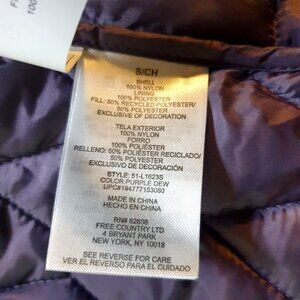 S/CH
SHELL
100% NYLON
LINING
100% POLYESTER
FILL: 50% RECYCLED POLYESTER/
50% POLYESTER
EXCLUSIVE OF DECORATION
TELA EXTERIOR
100% NYLON
FORRO
100% POLIÉSTER
RELLENO: 50% POLIÉSTER RECICLADO/
50% POLIÉSTER
EXCLUSIVO DE DECORACIÓN
STYLE: 51-L1623S
COLOR:PURPLE DEW
UPC#194777153080
MADE IN CHINA
HECHO EN CHINA
RN# 82608
FREE COUNTRY LTD
4 BRYANT PARK
NEW YORK, NY 10018
SEE REVERSE FOR CARE
VER EL REVERSO PARA EL CUIDADO